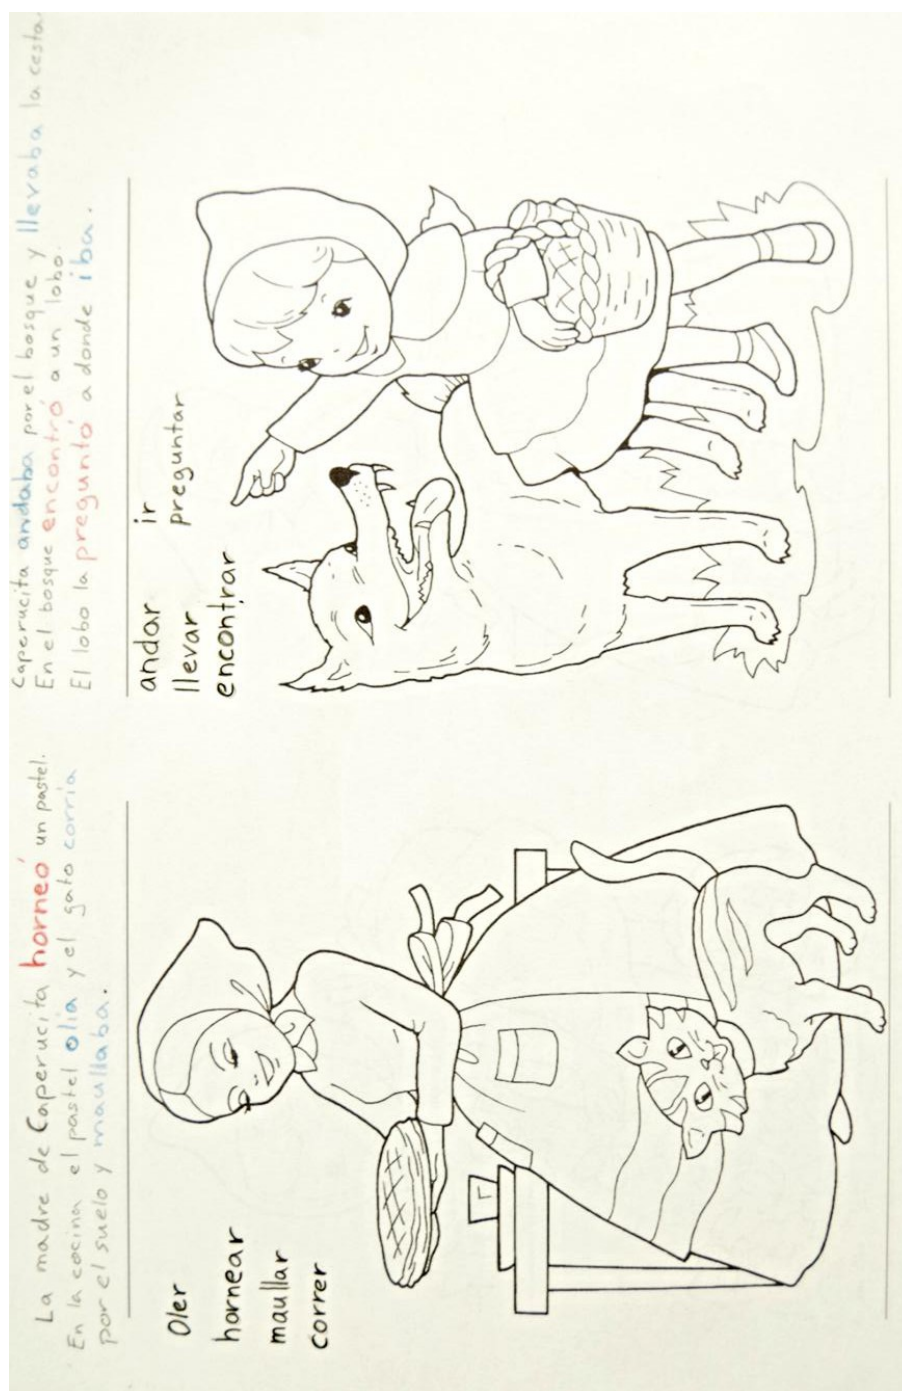 La madre de Caperucita horneó un pastel.
En la cocina el pastel olía y el gato corría
por el suelo y maullaba.
Oler
hornear
maullar
correr
Caperucita andaba por el bosque y llevaba la cesta.
En el bosque encontró a un lobo.
El lobo la preguntó a donde iba.
andar ir
llevar preguntar
encontrar